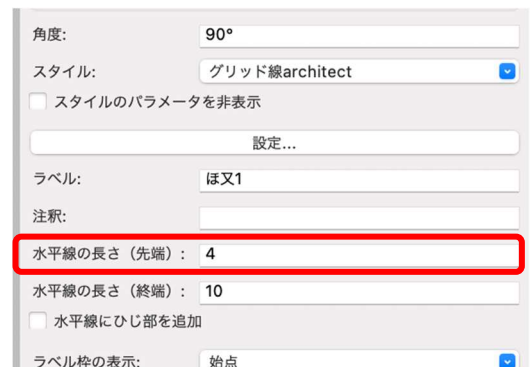 角度: 90°
スタイル: グリッド線architect
スタイルのパラメータを非表示
設定...
ラベル: ほ又1
注釈:
水平線の長さ（先端）: 4
水平線の長さ（終端）: 10
水平線にひじ部を追加
ラベル枠の表示: 始点